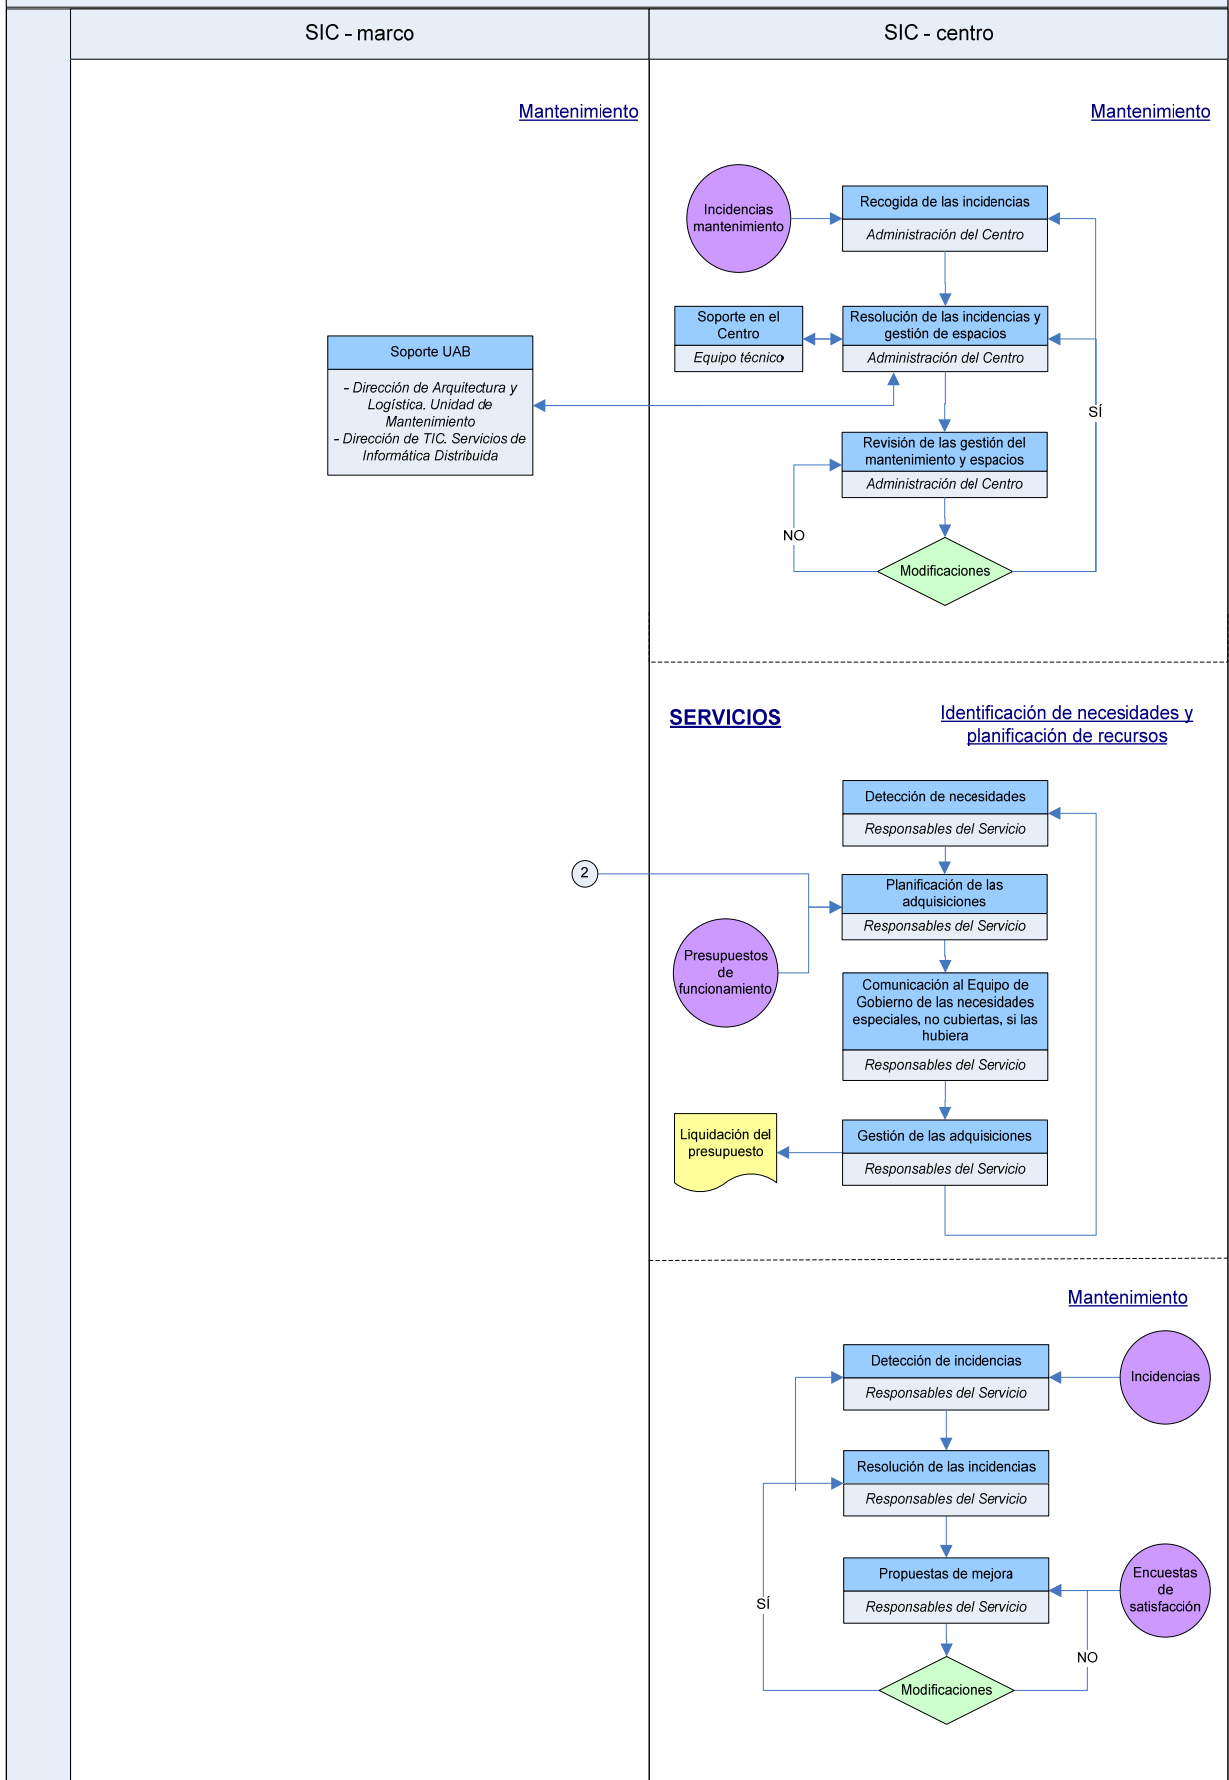 SIC - marco
SIC - centro
Mantenimiento
Mantenimiento
Incidencias
mantenimiento
Recogida de las incidencias
Administración del Centro
Soporte en el
Centro
Equipo técnico
Resolución de las incidencias y
gestión de espacios
Administración del Centro
Soporte UAB
- Dirección de Arquitectura y
Logística. Unidad de
Mantenimiento
- Dirección de TIC. Servicios de
Informática Distribuida
SÍ
Revisión de las gestión del
mantenimiento y espacios
Administración del Centro
NO
Modificaciones
SERVICIOS
Identificación de necesidades y
planificación de recursos
Detección de necesidades
Responsables del Servicio
2
Planificación de las
adquisiciones
Responsables del Servicio
Presupuestos
de
funcionamiento
Comunicación al Equipo de
Gobierno de las necesidades
especiales, no cubiertas, si las
hubiera
Responsables del Servicio
Liquidación del
presupuesto
Gestión de las adquisiciones
Responsables del Servicio
Mantenimiento
Detección de incidencias
Responsables del Servicio
Incidencias
Resolución de las incidencias
Responsables del Servicio
Propuestas de mejora
Responsables del Servicio
Encuestas
de
satisfacción
SÍ
NO
Modificaciones